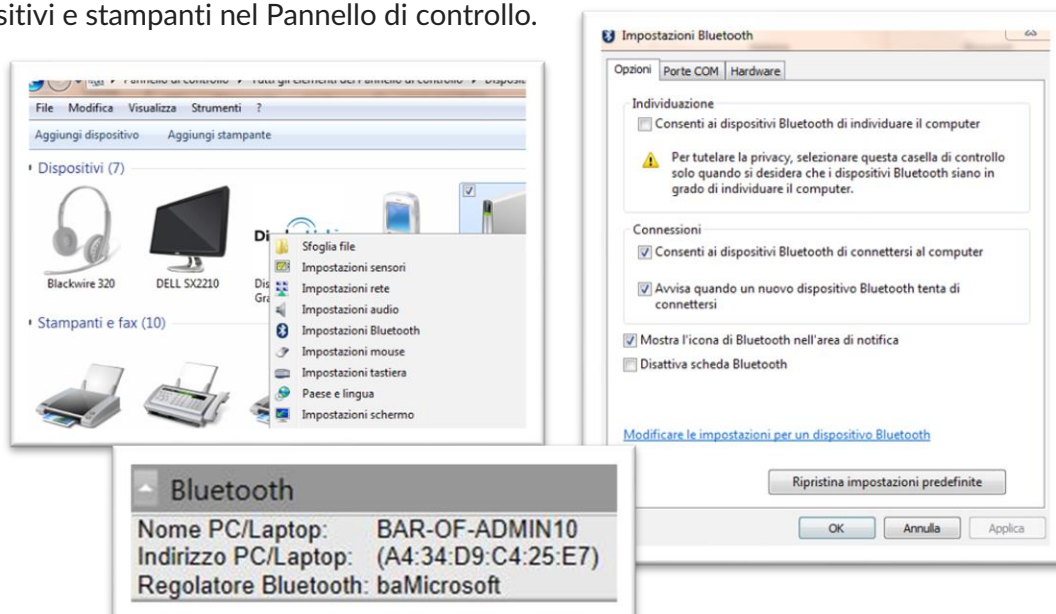 sitivi e stampanti nel Pannello di controllo.
Pannello di controllo ▸ Tutti gli elementi del Pannello di controllo ▸
File Modifica Visualizza Strumenti ?
Aggiungi dispositivo Aggiungi stampante
Dispositivi (7)
Blackwire 320
DELL SX2210
Stampanti e fax (10)
Sfoglia file
Impostazioni sensori
Impostazioni rete
Impostazioni audio
Impostazioni Bluetooth
Impostazioni mouse
Impostazioni tastiera
Paese e lingua
Impostazioni schermo
Impostazioni Bluetooth
Opzioni Porte COM Hardware
Individuazione
Consenti ai dispositivi Bluetooth di individuare il computer
Per tutelare la privacy, selezionare questa casella di controllo
solo quando si desidera che i dispositivi Bluetooth siano in
grado di individuare il computer.
Connessioni
Consenti ai dispositivi Bluetooth di connettersi al computer
Avvisa quando un nuovo dispositivo Bluetooth tenta di
connettersi
Mostra l'icona di Bluetooth nell'area di notifica
Disattiva scheda Bluetooth
Modificare le impostazioni per un dispositivo Bluetooth
Ripristina impostazioni predefinite
OK Annulla Applica
Bluetooth
Nome PC/Laptop: BAR-OF-ADMIN10
Indirizzo PC/Laptop: (A4:34:D9:C4:25:E7)
Regolatore Bluetooth: baMicrosoft